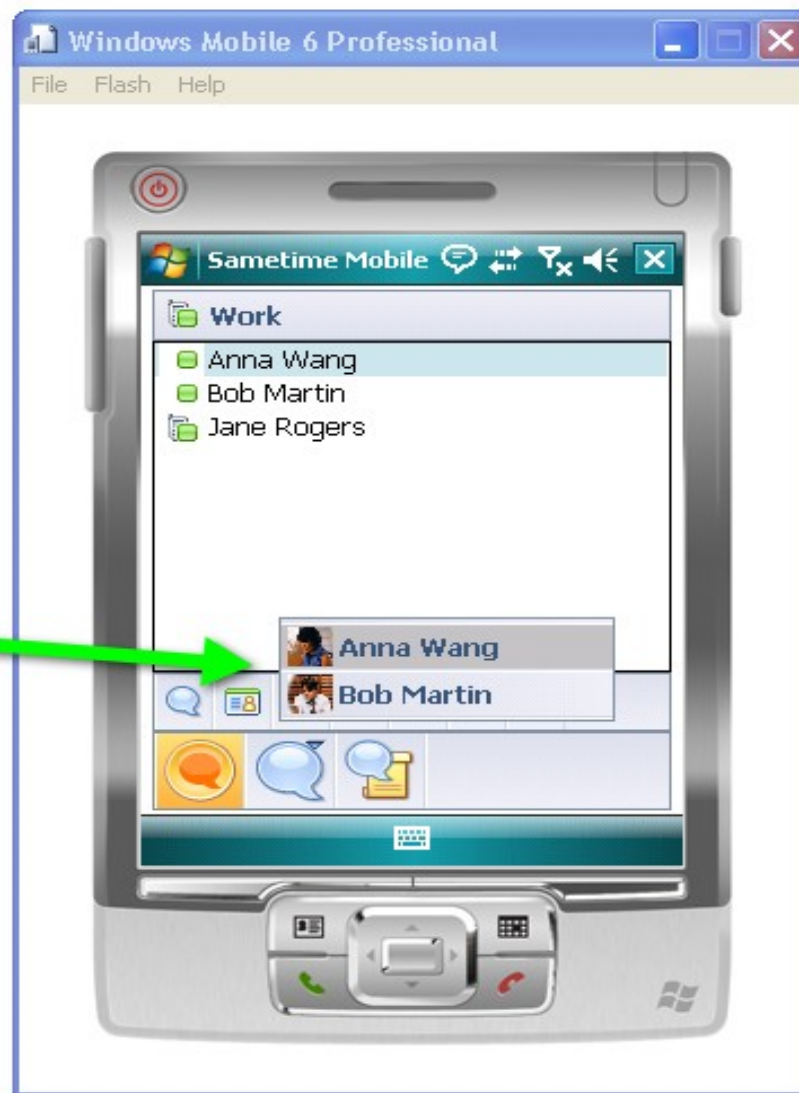 Windows Mobile 6 Professional
File Flash Help
Sametime Mobile
Work
Anna Wang
Bob Martin
Jane Rogers
Anna Wang
Bob Martin